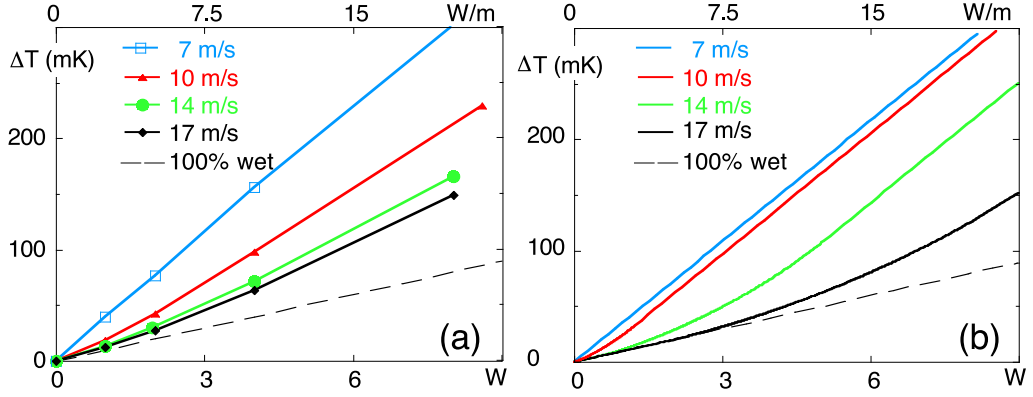 0 7.5 15 W/m
ΔT (mK)
7 m/s
10 m/s
14 m/s
17 m/s
100% wet
200
100
0
(a)
0 3 6 W
0 7.5 15 W/m
ΔT (mK)
7 m/s
10 m/s
14 m/s
17 m/s
100% wet
200
100
0
(b)
0 3 6 W